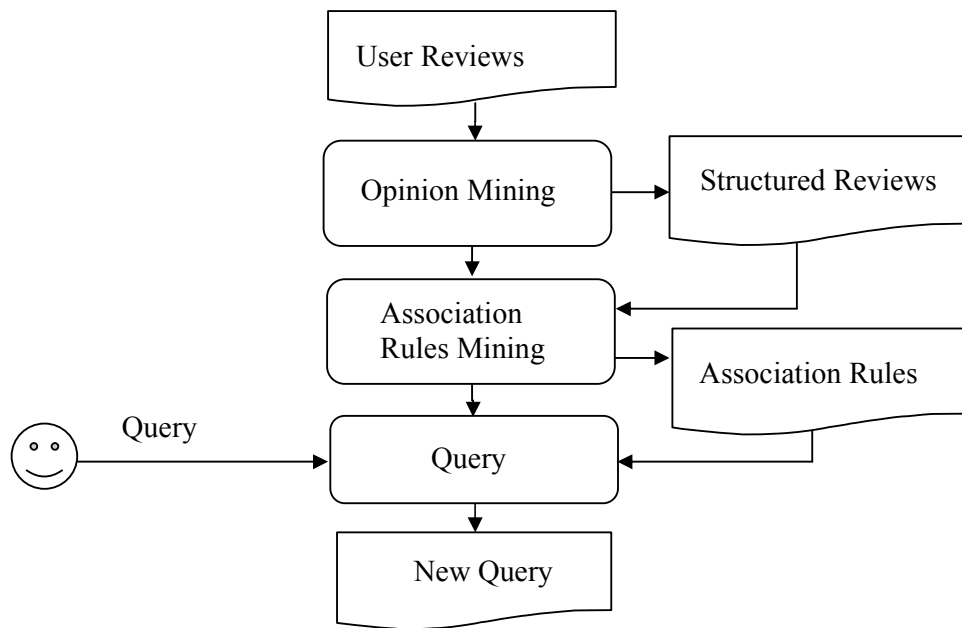 User Reviews
Opinion Mining
Structured Reviews
Association
Rules Mining
Association Rules
Query
Query
New Query